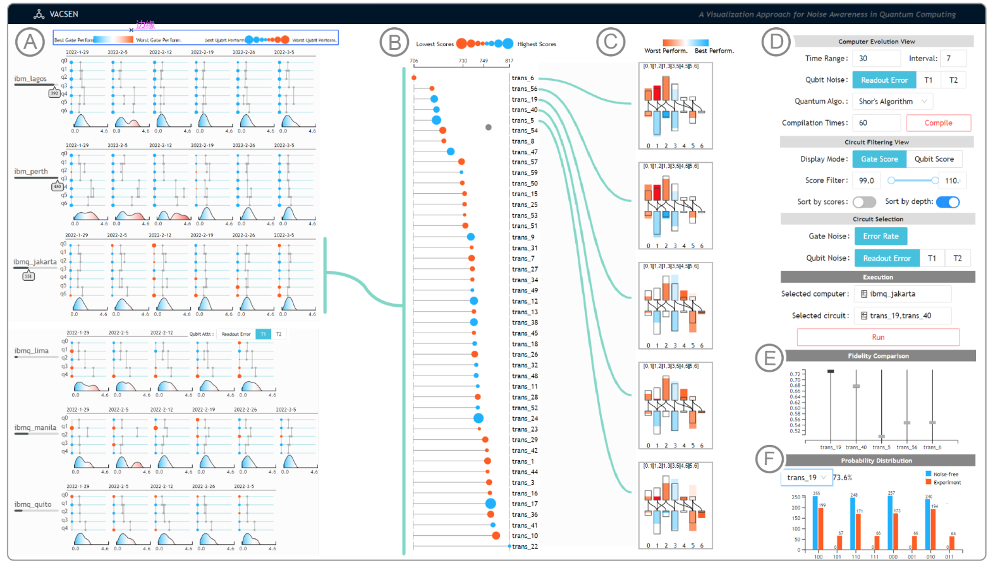 VACSEN
A Visualization Approach for Noise Awareness in Quantum Computing
边缘
A
Best Gate Perform
Worst Gate Perform.
Best Qubit Perform
Worst Qubit Perform.
2022-1-29 2022-2-5 2022-2-12 2022-2-19 2022-2-26 2022-3-5
ibm_lagos
392
q0
q1
q2
q3
q4
q5
q6
0.0 4.6 0.0 4.6 0.0 4.6 0.0 4.6 0.0 4.6 0.0 4.6
2022-1-29 2022-2-5 2022-2-12 2022-2-19 2022-2-26 2022-3-5
ibm_perth
430
q0
q1
q2
q3
q5
q6
0.0 4.6 0.0 4.6 0.0 4.6 0.0 4.6 0.0 4.6 0.0 4.6
2022-1-29 2022-2-5 2022-2-12 2022-2-19 2022-2-26 2022-3-5
ibmq_jakarta
151
q0
q1
q2
q3
q4
q5
q6
0.0 4.6 0.0 4.6 0.0 4.6 0.0 4.6 0.0 4.6 0.0 4.6
2022-1-29 2022-2-5 2022-2-12
Qubit Attr.: Readout Error T1 T2
ibmq_lima
q0
q1
q2
q3
q4
0.0 4.6 0.0 4.6 0.0 4.6 0.0 4.6 0.0 4.6
2022-1-29 2022-2-5 2022-2-12 2022-2-19 2022-2-26 2022-3-5
ibmq_manila
q0
q1
q2
q3
q4
0.0 4.6 0.0 4.6 0.0 4.6 0.0 4.6 0.0 4.6 0.0 4.6
2022-1-29 2022-2-5 2022-2-12 2022-2-26 2022-3-5
ibmq_quito
q0
q1
q2
q3
q4
0.0 4.6 0.0 4.6 0.0 4.6 0.0 4.6 0.0 4.6
B
Lowest Scores
Highest Scores
706 730 749 817
trans_6
trans_56
trans_19
trans_40
trans_5
trans_54
trans_8
trans_47
trans_57
trans_59
trans_50
trans_15
trans_25
trans_53
trans_51
trans_9
trans_31
trans_7
trans_27
trans_34
trans_49
trans_12
trans_13
trans_38
trans_45
trans_18
trans_26
trans_32
trans_48
trans_11
trans_28
trans_52
trans_24
trans_23
trans_29
trans_42
trans_1
trans_44
trans_3
trans_16
trans_17
trans_36
trans_41
trans_10
trans_22
C
Worst Perform. Best Perform.
[0.1][1.2][1.3][3.5][4.5][5.6]
0 1 2 3 4 5 6
[0.1][1.2][1.3][3.5][4.5][5.6]
0 1 2 3 4 5 6
[0.1][1.2][1.3][3.5][4.5][5.6]
0 1 2 3 4 5 6
[0.1][1.2][1.3][3.5][4.5][5.6]
0 1 2 3 4 5 6
[0.1][1.2][1.3][3.5][4.5][5.6]
0 1 2 3 4 5 6
D
Computer Evolution View
Time Range: 30 Interval: 7
Qubit Noise: Readout Error T1 T2
Quantum Algo.: Shor's Algorithm
Compilation Times: 60 Compile
Circuit Filtering View
Display Mode: Gate Score Qubit Score
Score Filter: 99.0 110.
Sort by scores: Sort by depth:
Circuit Selection
Gate Noise: Error Rate
Qubit Noise: Readout Error T1 T2
Execution
Selected computer: ibmq_jakarta
Selected circuit: trans_19,trans_40
Run
E
Fidelity Comparison
0.72
0.70
0.68
0.66
0.64
0.62
0.60
0.58
0.56
0.54
0.52
trans_19 trans_40 trans_5 trans_56 trans_6
F
Probability Distribution
trans_19 73.6%
Noise-free
Experiment
250
200
150
100
50
0
255 199 0 67 248 171 0 66 257 173 0 66 240 194 0 64
100 101 110 111 000 001 010 011